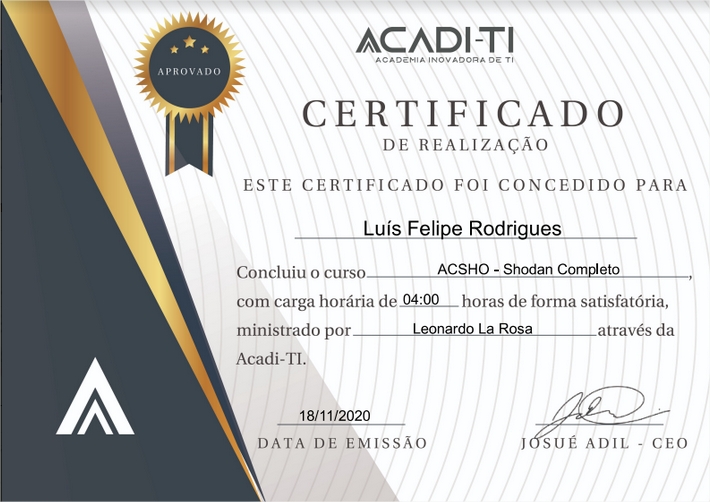 APROVADO
ACADI-TI
ACADEMIA INOVADORA DE TI
CERTIFICADO
DE REALIZAÇÃO
ESTE CERTIFICADO FOI CONCEDIDO PARA
Luís Felipe Rodrigues
Concluiu o curso ACSHO - Shodan Completo,
com carga horária de 04:00 horas de forma satisfatória,
ministrado por Leonardo La Rosa através da
Acadi-TI.
18/11/2020
DATA DE EMISSÃO
JOSUÉ ADIL - CEO